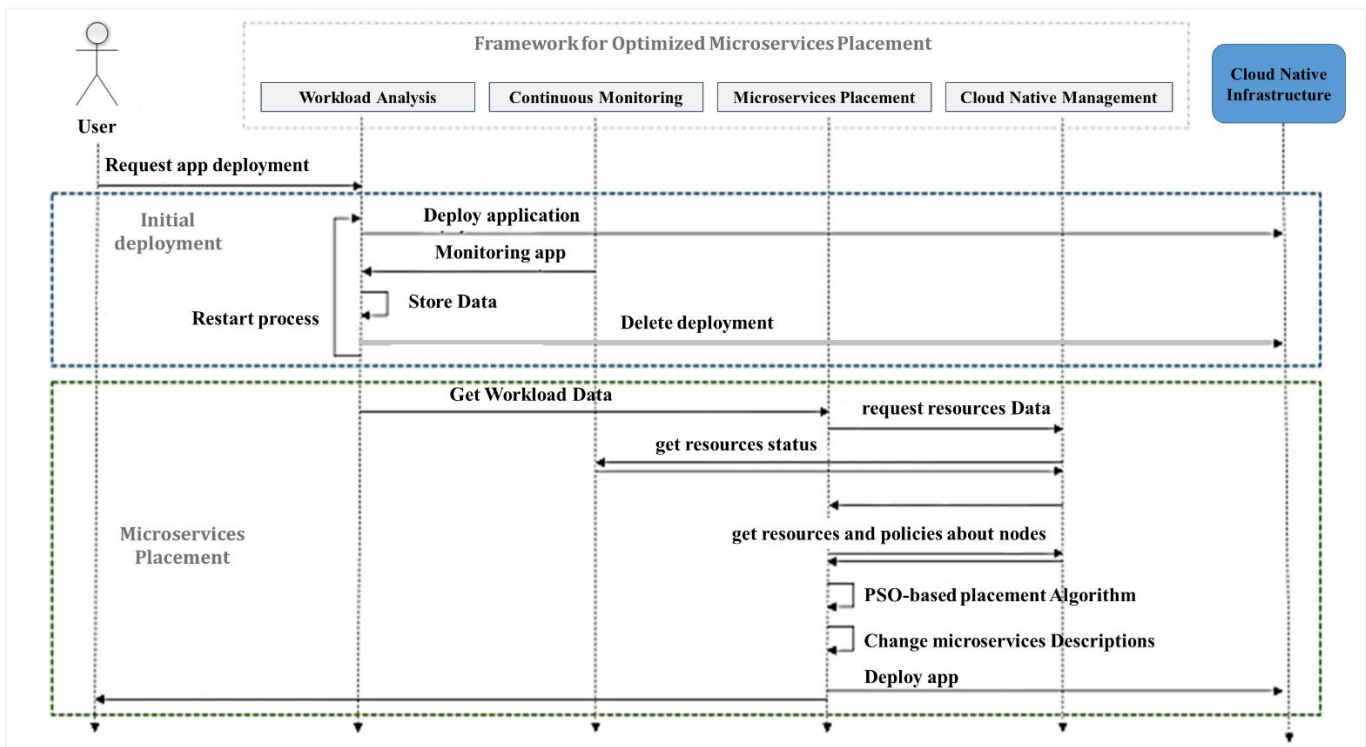 Framework for Optimized Microservices Placement
Workload Analysis
Continuous Monitoring
Microservices Placement
Cloud Native Management
Cloud Native
Infrastructure
User
Request app deployment
Initial
deployment
Deploy application
Monitoring app
Store Data
Restart process
Delete deployment
Get Workload Data
request resources Data
get resources status
Microservices
Placement
get resources and policies about nodes
PSO-based placement Algorithm
Change microservices Descriptions
Deploy app